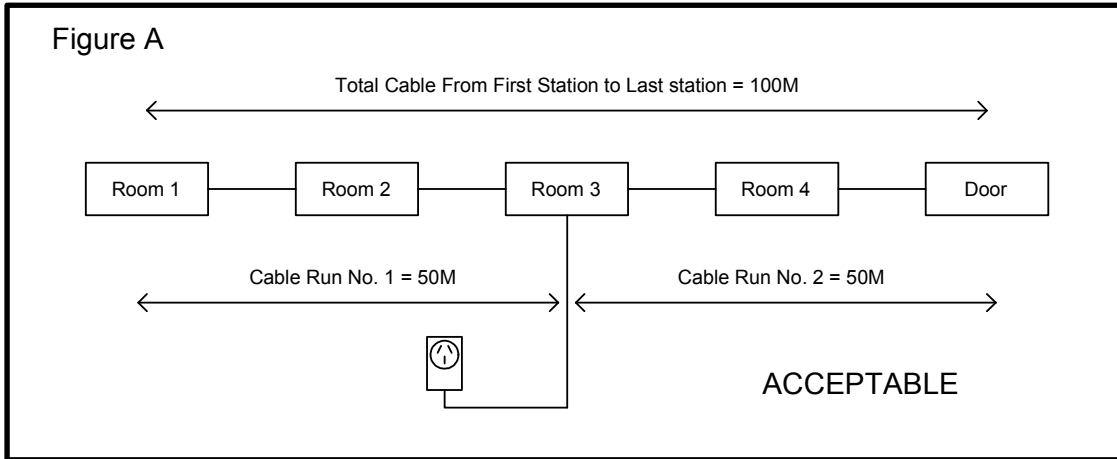 Figure A
Total Cable From First Station to Last station = 100M
Room 1
Room 2
Room 3
Room 4
Door
Cable Run No. 1 = 50M
Cable Run No. 2 = 50M
ACCEPTABLE